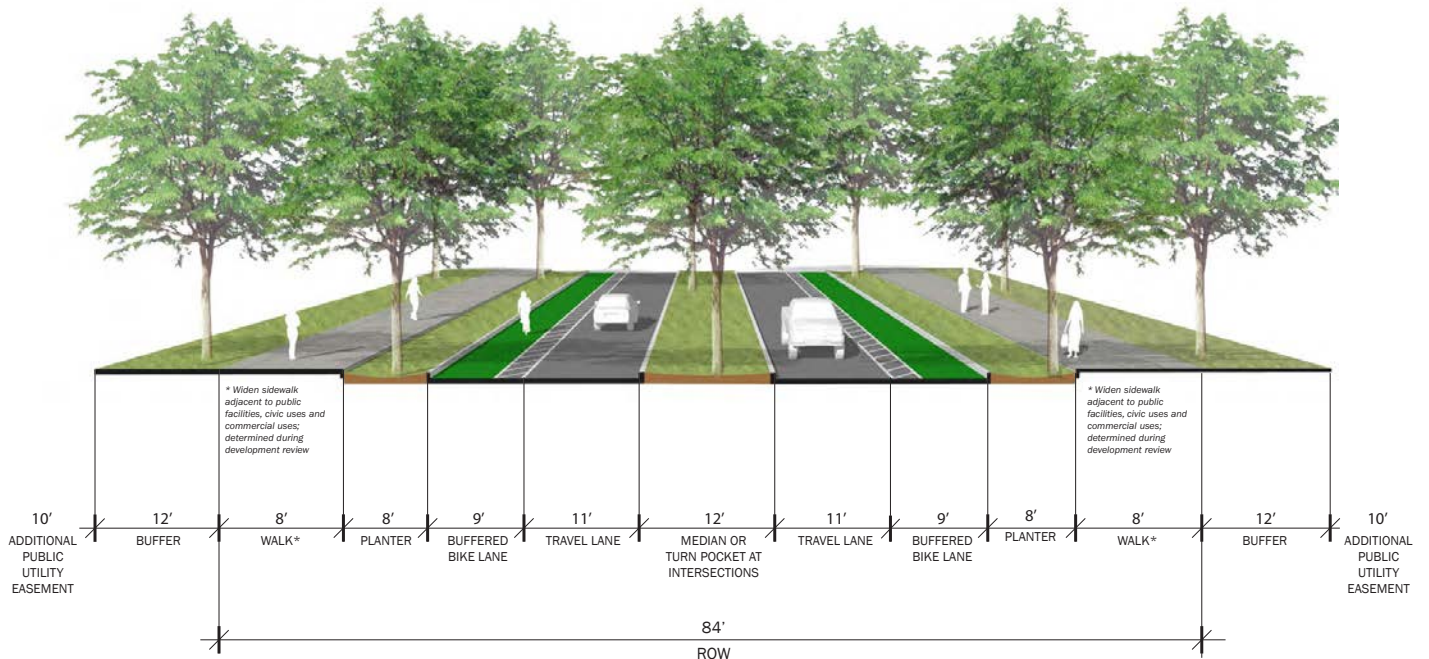 * Widen sidewalk
adjacent to public
facilities, civic uses and
commercial uses;
determined during
development review
* Widen sidewalk
adjacent to public
facilities, civic uses and
commercial uses;
determined during
development review
10’
ADDITIONAL
PUBLIC
UTILITY
EASEMENT
12’
BUFFER
8’
WALK*
8’
PLANTER
9’
BUFFERED
BIKE LANE
11’
TRAVEL LANE
12’
MEDIAN OR
TURN POCKET AT
INTERSECTIONS
11’
TRAVEL LANE
9’
BUFFERED
BIKE LANE
8’
PLANTER
8’
WALK*
12’
BUFFER
10’
ADDITIONAL
PUBLIC
UTILITY
EASEMENT
84’
ROW